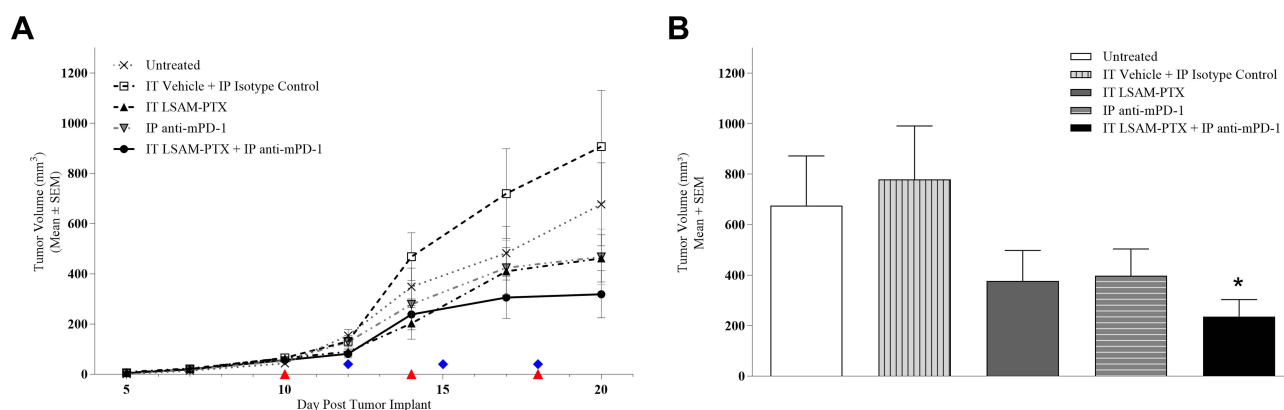 A
Untreated
IT Vehicle + IP Isotype Control
IT LSAM-PTX
IP anti-mPD-1
IT LSAM-PTX + IP anti-mPD-1
Tumor Volume (mm³)
(Mean ± SEM)
1200
1000
800
600
400
200
0
5
10
15
20
Day Post Tumor Implant
B
Untreated
IT Vehicle + IP Isotype Control
IT LSAM-PTX
IP anti-mPD-1
IT LSAM-PTX + IP anti-mPD-1
Tumor Volume (mm³)
Mean + SEM
1200
1000
800
600
400
200
0
*